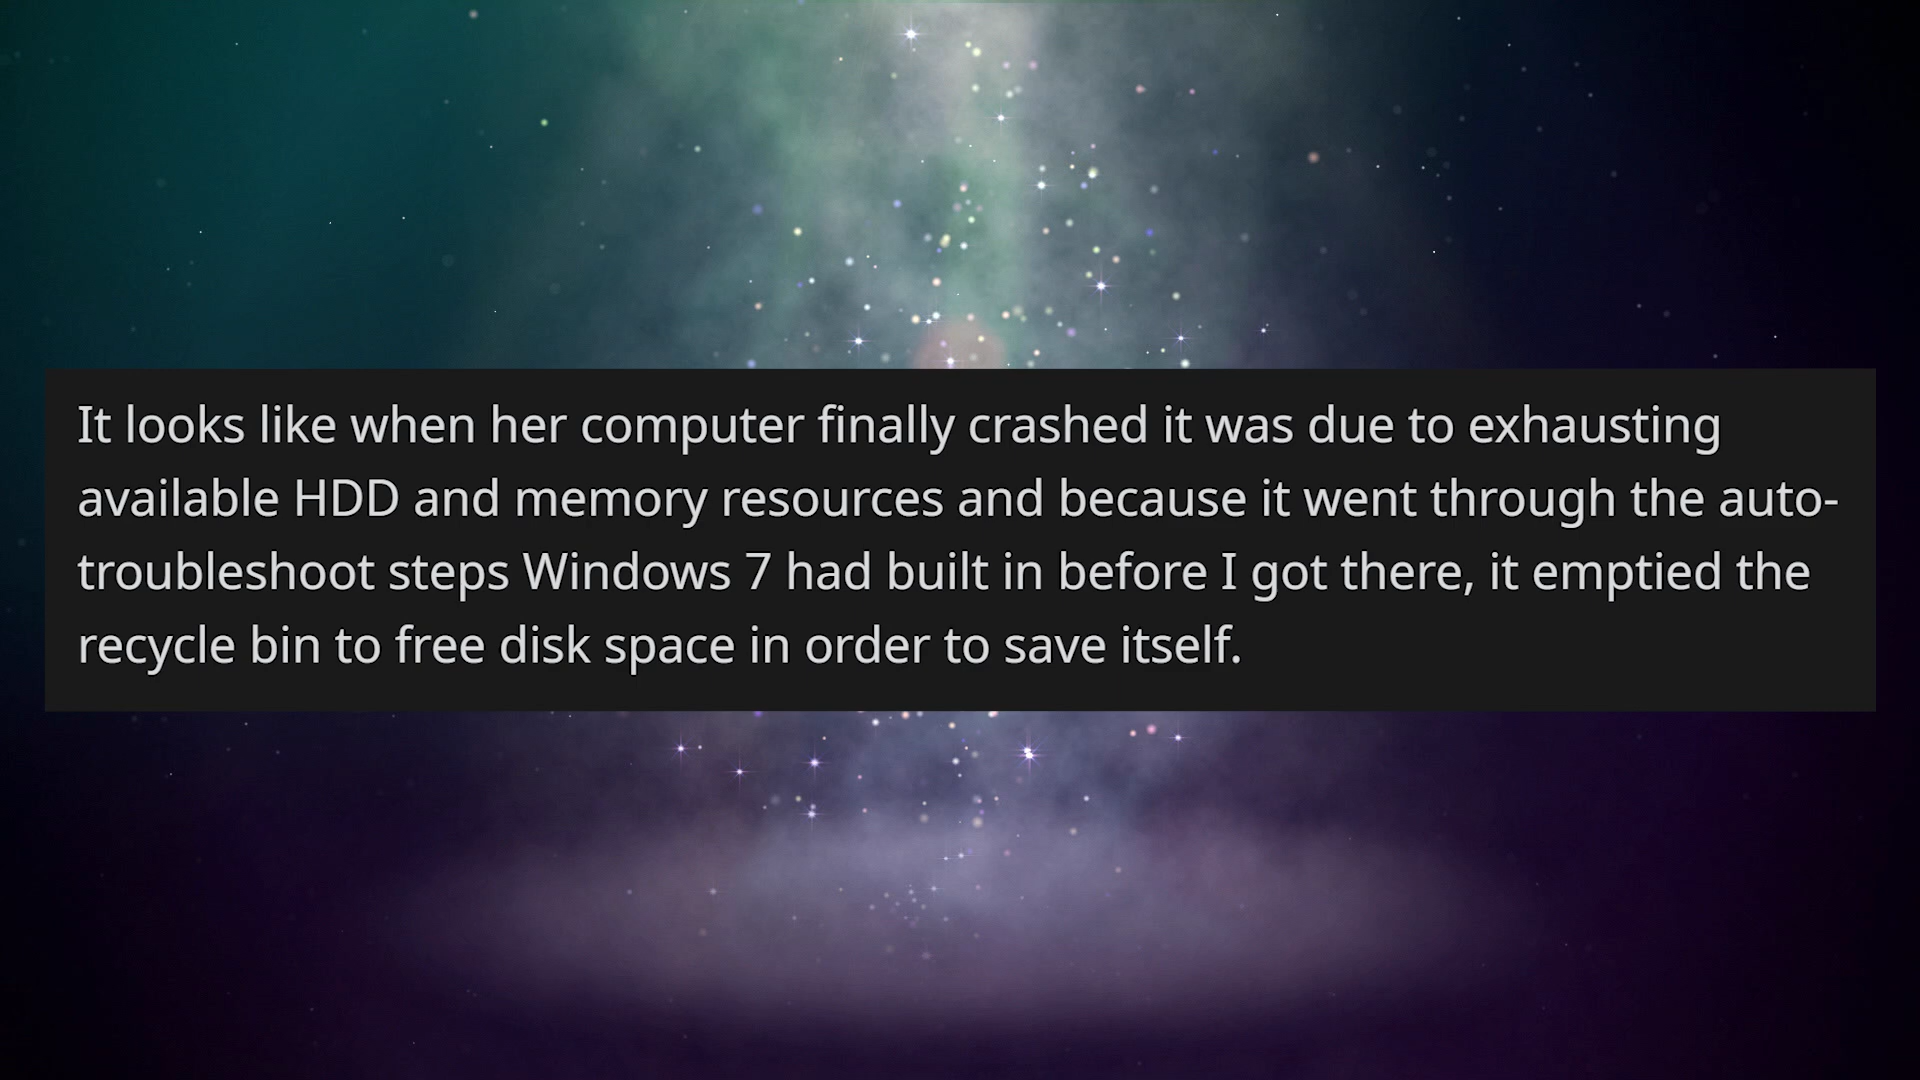 It looks like when her computer finally crashed it was due to exhausting
available HDD and memory resources and because it went through the auto-
troubleshoot steps Windows 7 had built in before I got there, it emptied the
recycle bin to free disk space in order to save itself.